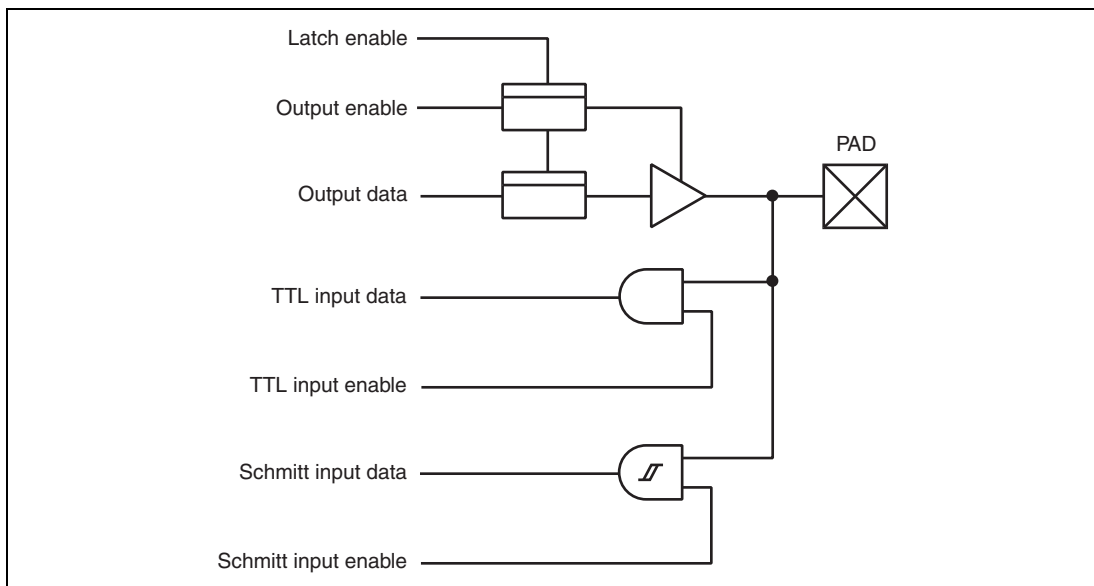 Latch enable
Output enable
PAD
Output data
TTL input data
TTL input enable
Schmitt input data
Schmitt input enable